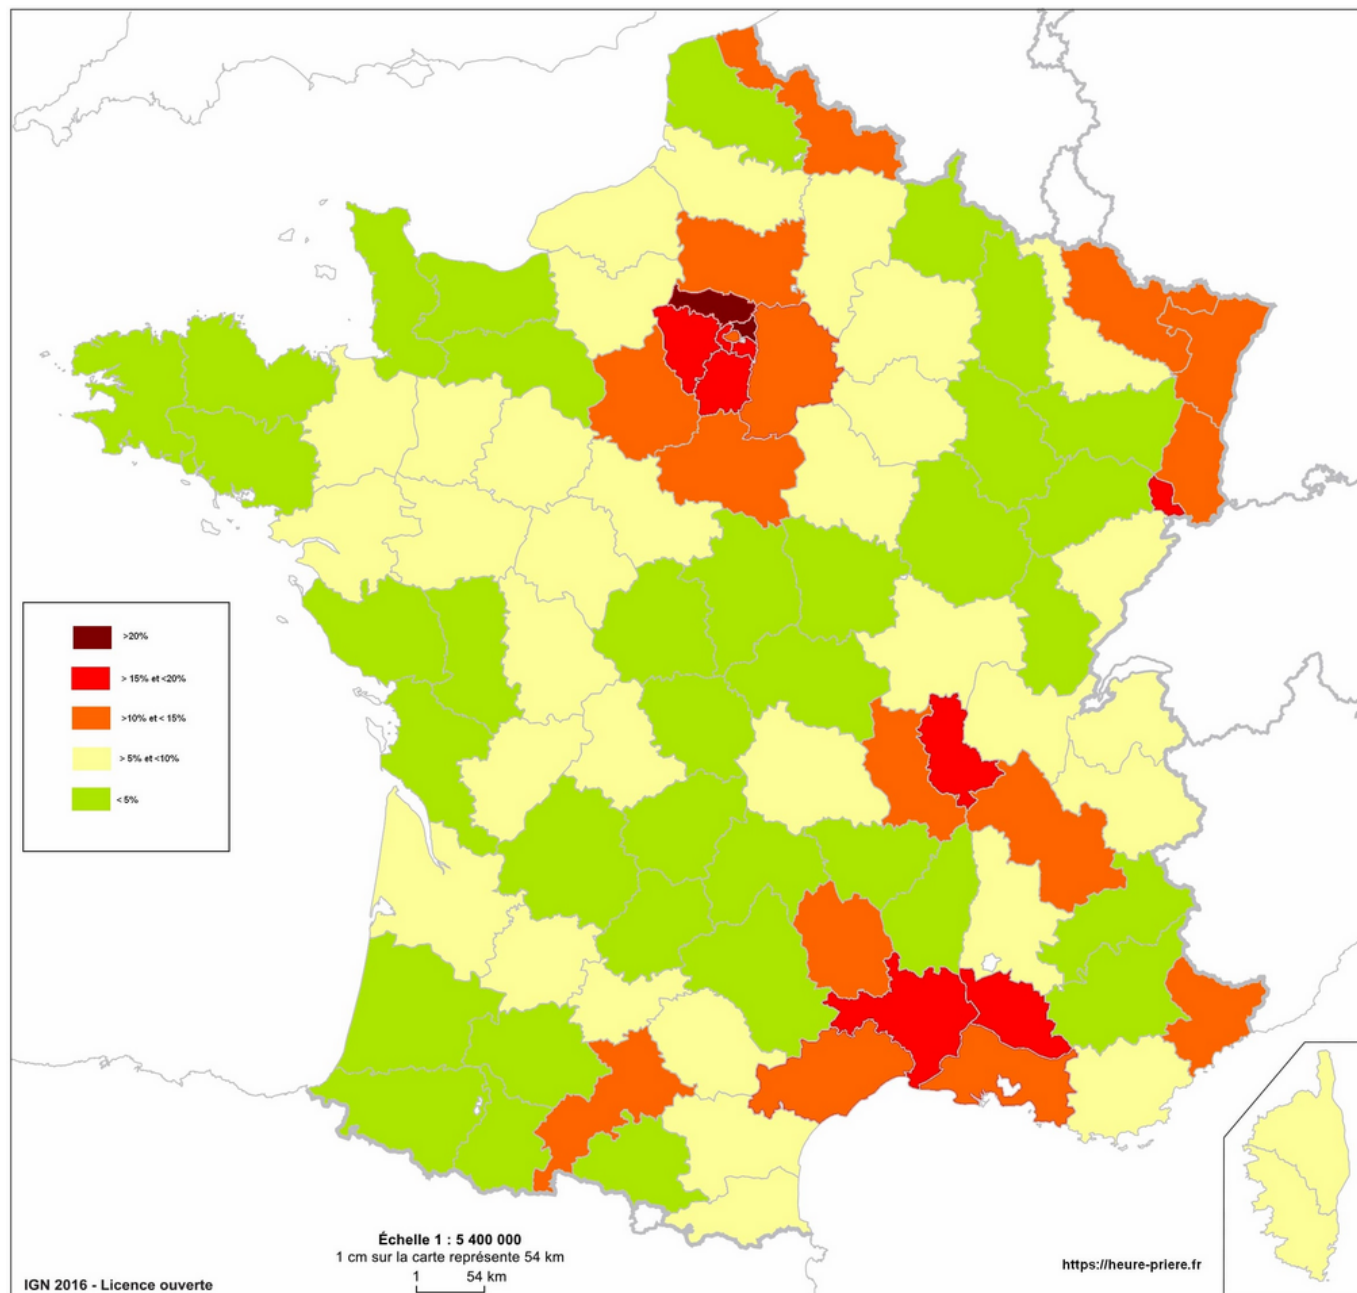 >20%
> 15% et <20%
>10% et < 15%
> 5% et <10%
< 5%
Échelle 1 : 5 400 000
1 cm sur la carte représente 54 km
1 54 km
https://heure-priere.fr
IGN 2016 - Licence ouverte